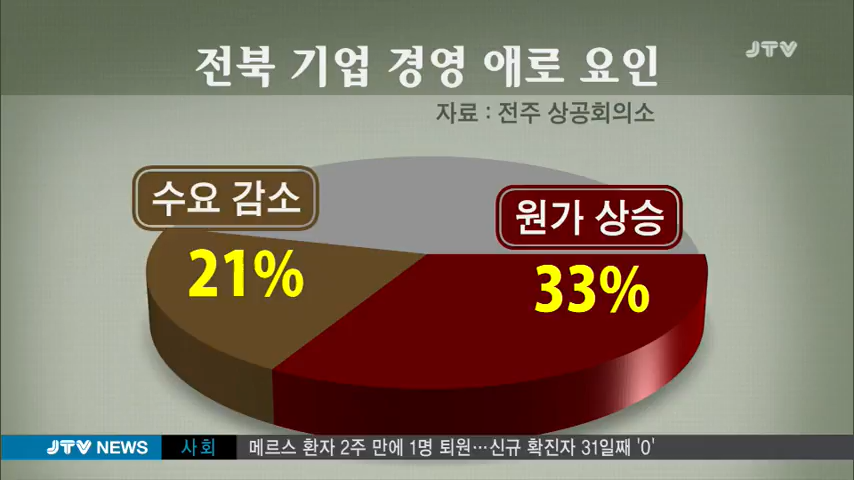 전북 기업 경영 애로 요인
JTV
자료 : 전주 상공회의소
수요 감소
원가 상승
21%
33%
JTV NEWS 사회 메르스 환자 2주 만에 1명 퇴원...신규 확진자 31일째 '0'